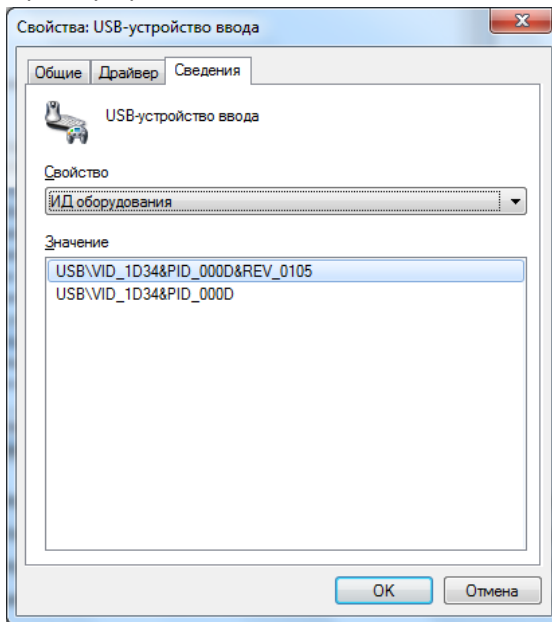 Свойства: USB-устройство ввода
Общие Драйвер Сведения
USB-устройство ввода
Свойство
ИД оборудования
Значение
USB\VID_1D34&PID_000D&REV_0105
USB\VID_1D34&PID_000D
OK Отмена